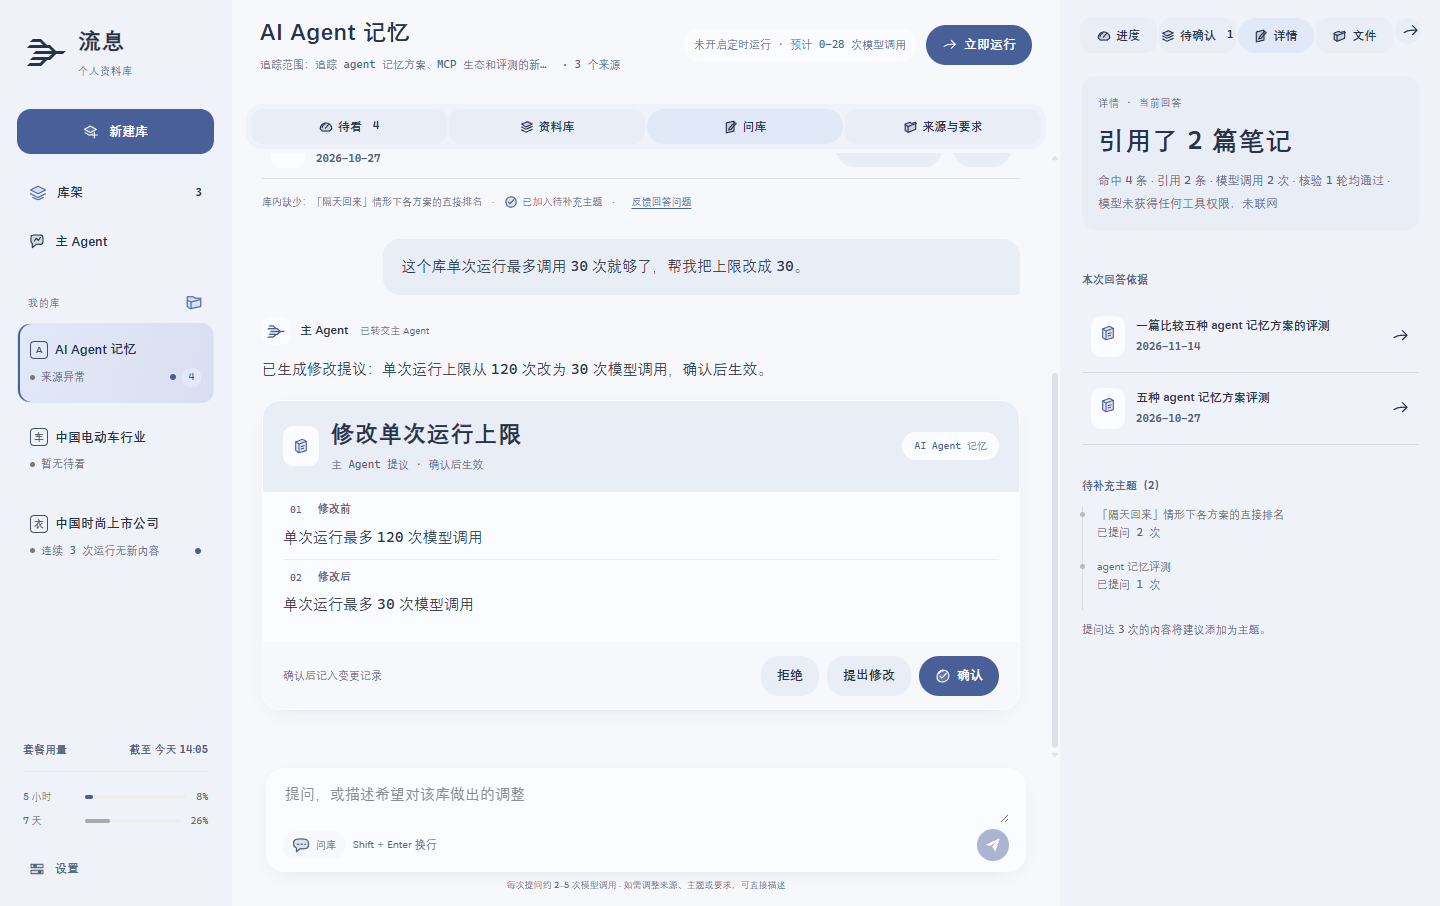 流息
个人资料库
新建库
库架 3
主 Agent
我的库
A AI Agent 记忆
来源异常 4
车 中国电动车行业
暂无待看
衣 中国时尚上市公司
连续 3 次运行无新内容
套餐用量 截至 今天 14:05
5 小时 8%
7 天 26%
设置
AI Agent 记忆
追踪范围：追踪 agent 记忆方案、MCP 生态和评测的新… · 3 个来源
未开启定时运行 · 预计 0–28 次模型调用
立即运行
待看 4
资料库
问库
来源与要求
2026-10-27
库内缺少：「隔天回来」情形下各方案的直接排名 · 已加入待补充主题 · 反馈回答问题
这个库单次运行最多调用 30 次就够了，帮我把上限改成 30。
主 Agent 已转交主 Agent
已生成修改提议：单次运行上限从 120 次改为 30 次模型调用，确认后生效。
修改单次运行上限
主 Agent 提议 · 确认后生效
AI Agent 记忆
01 修改前
单次运行最多 120 次模型调用
02 修改后
单次运行最多 30 次模型调用
确认后记入变更记录
拒绝
提出修改
确认
提问，或描述希望对该库做出的调整
问库
Shift + Enter 换行
每次提问约 2–5 次模型调用 · 如需调整来源、主题或要求，可直接描述
进度
待确认 1
详情
文件
详情 · 当前回答
引用了 2 篇笔记
命中 4 条 · 引用 2 条 · 模型调用 2 次 · 核验 1 轮均通过 ·
模型未获得任何工具权限，未联网
本次回答依据
一篇比较五种 agent 记忆方案的评测
2026-11-14
五种 agent 记忆方案评测
2026-10-27
待补充主题 (2)
「隔天回来」情形下各方案的直接排名
已提问 2 次
agent 记忆评测
已提问 1 次
提问达 3 次的内容将建议添加为主题。